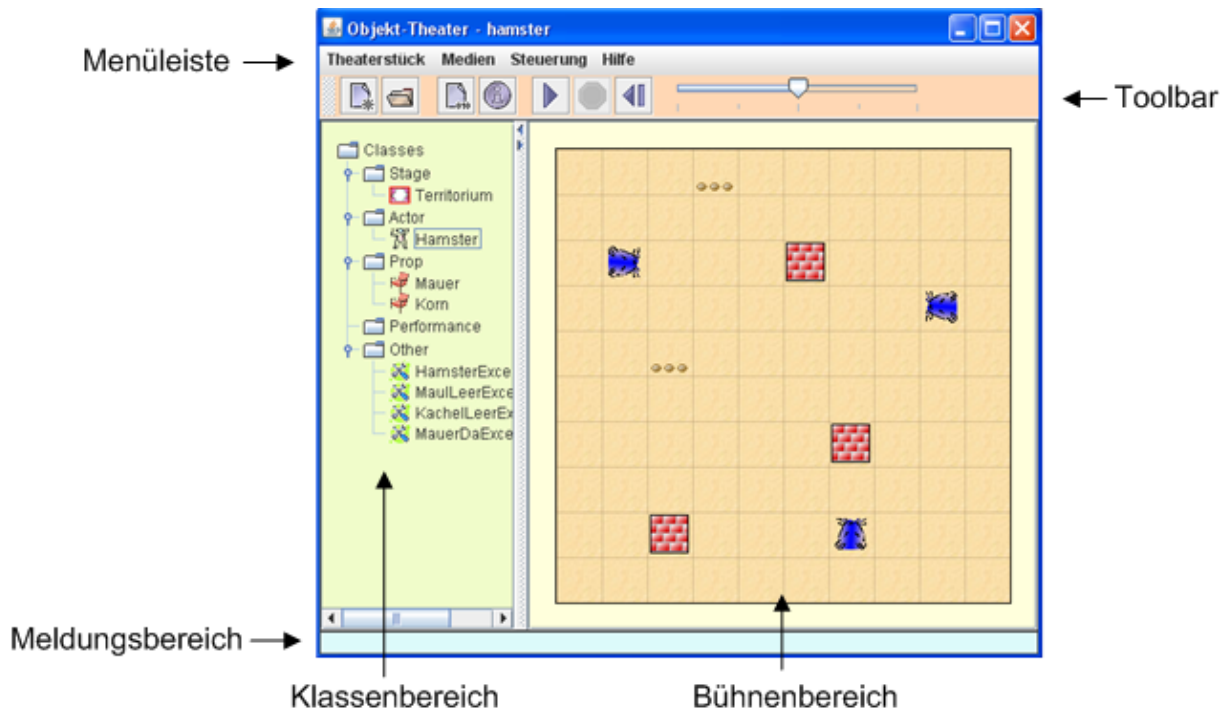 Objekt-Theater - hamster
Menüleiste
Theaterstück Medien Steuerung Hilfe
Toolbar
Classes
Stage
Territorium
Actor
Hamster
Prop
Mauer
Korn
Performance
Other
HamsterExce
MaulLeerExce
KachelLeerEx
MauerDaExce
Meldungsbereich
Klassenbereich
Bühnenbereich